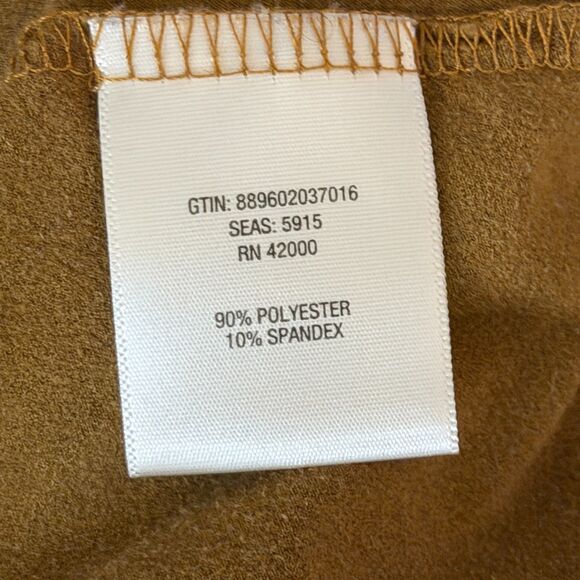 GTIN: 889602037016
SEAS: 5915
RN 42000
90% POLYESTER
10% SPANDEX